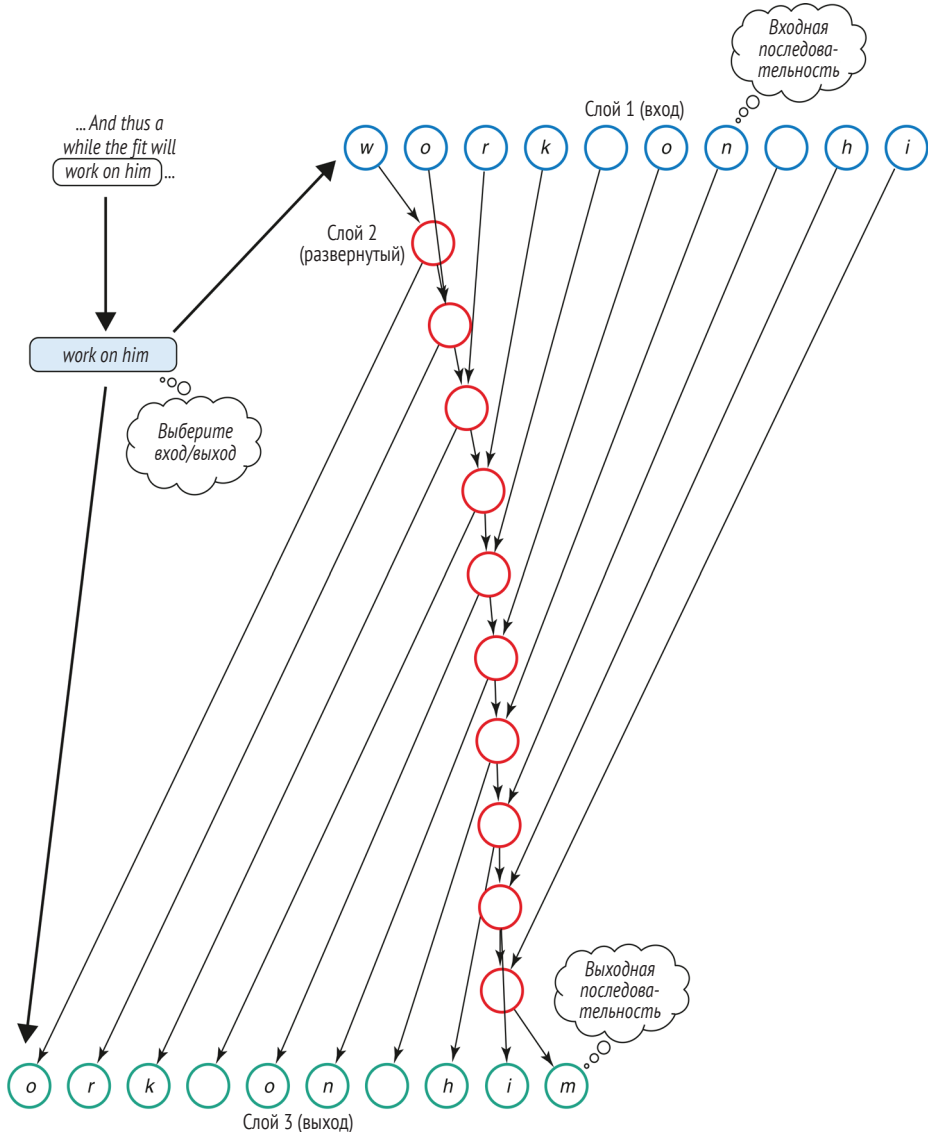 Входная
последова-
тельность
Слой 1 (вход)
... And thus a
while the fit will
work on him ...
w o r k o n h i
Слой 2
(развернутый)
work on him
Выберите
вход/выход
Выходная
последова-
тельность
o r k o n h i m
Слой 3 (выход)